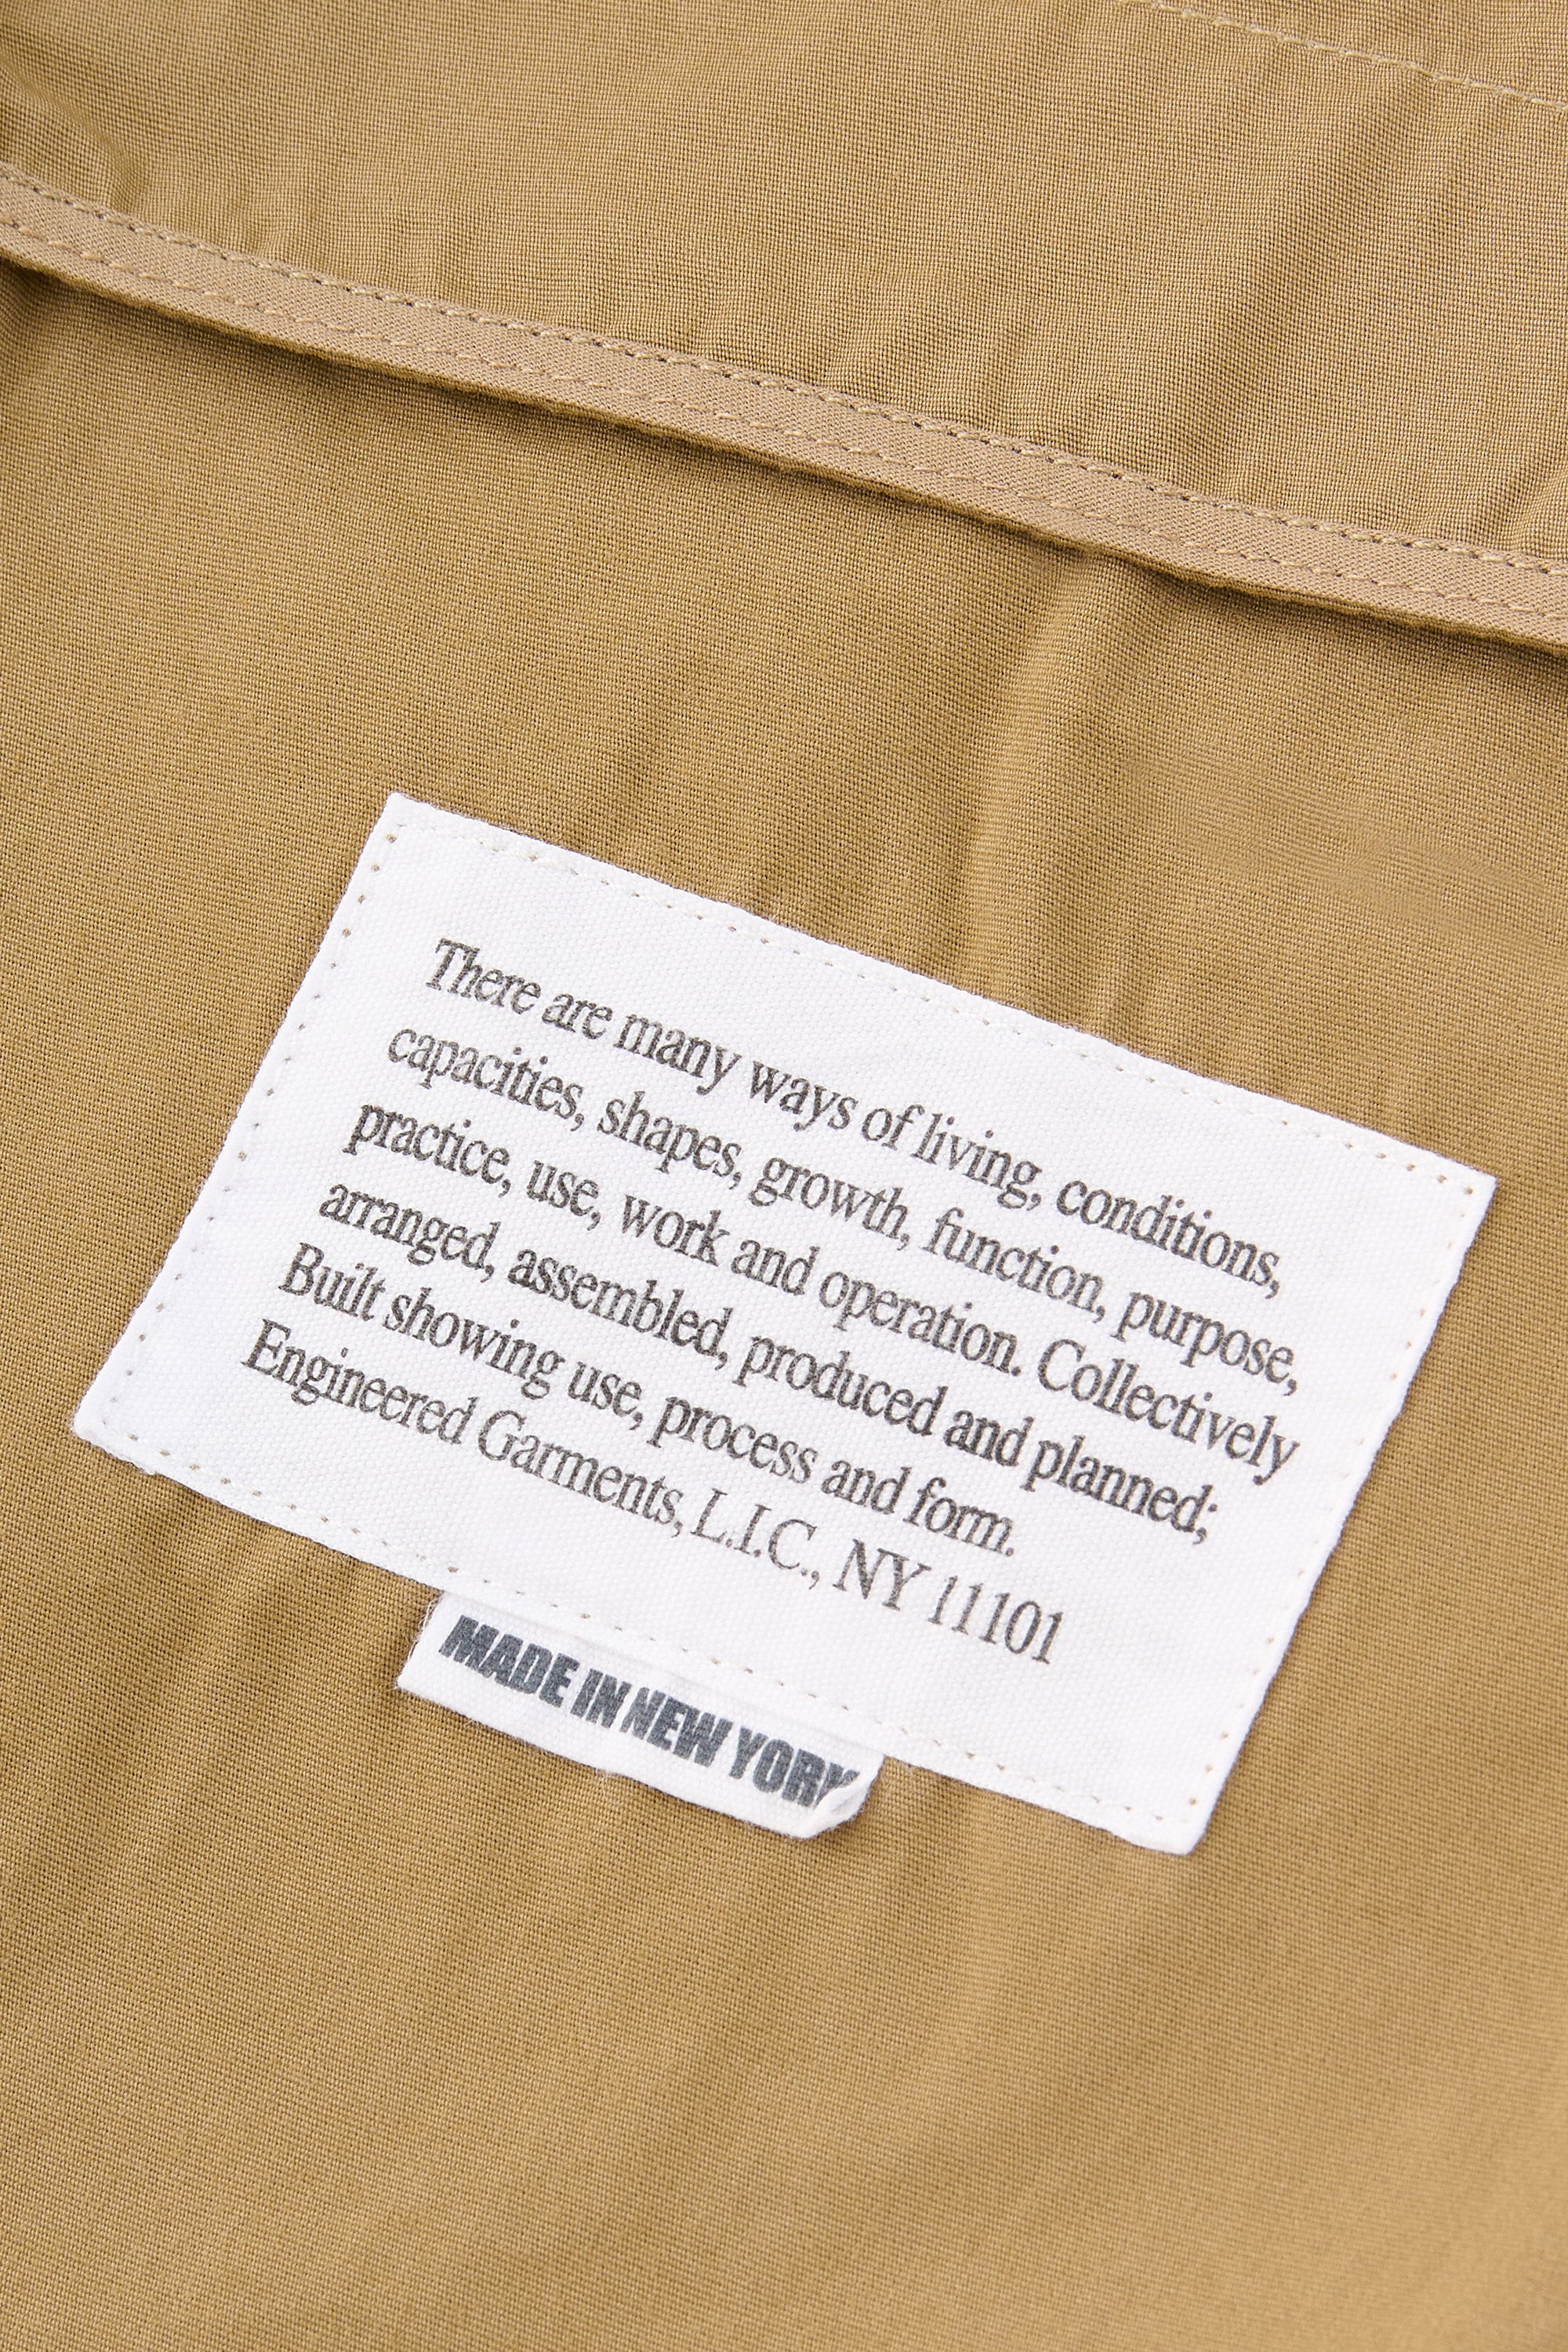 There are many ways of living, conditions,
capacities, shapes, growth, function, purpose,
practice, use, work and operation. Collectively
arranged, assembled, produced and planned;
Built showing use, process and form.
Engineered Garments, L.I.C., NY 11101
MADE IN NEW YORK